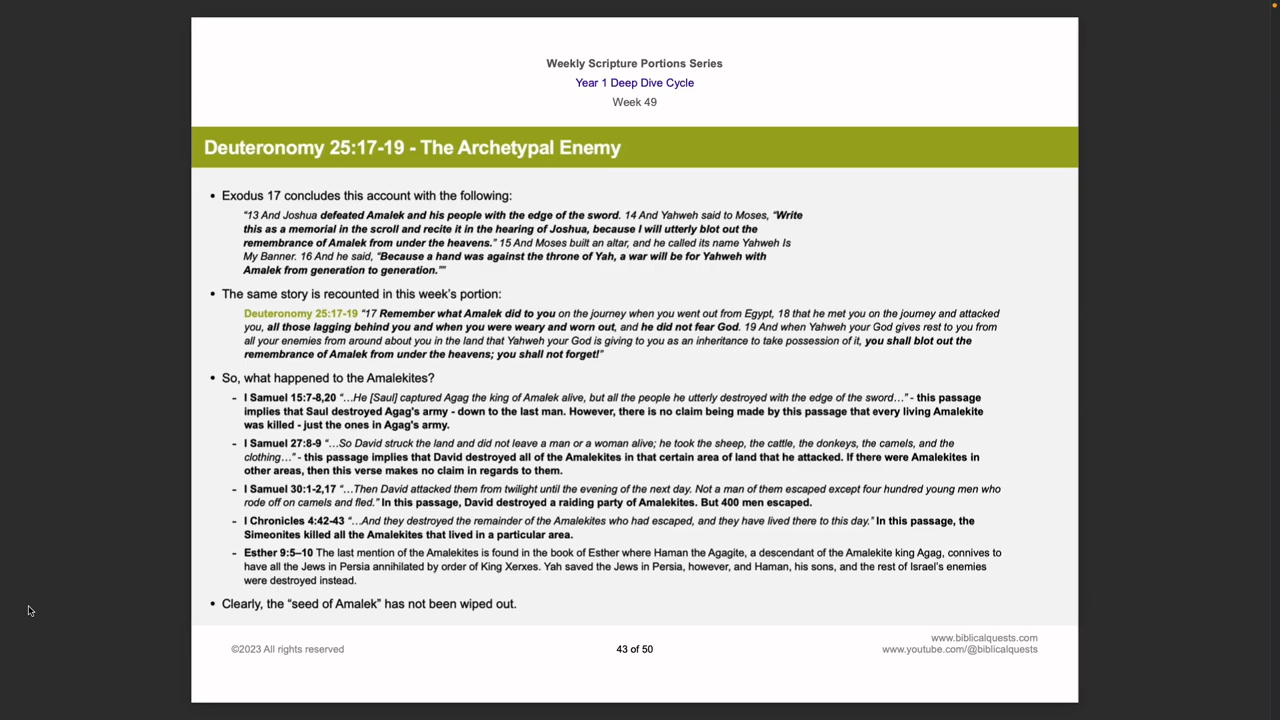 Weekly Scripture Portions Series
Year 1 Deep Dive Cycle
Week 49
Deuteronomy 25:17-19 - The Archetypal Enemy
• Exodus 17 concludes this account with the following:
“13 And Joshua defeated Amalek and his people with the edge of the sword. 14 And Yahweh said to Moses, “Write
this as a memorial in the scroll and recite it in the hearing of Joshua, because I will utterly blot out the
remembrance of Amalek from under the heavens.” 15 And Moses built an altar, and he called its name Yahweh Is
My Banner. 16 And he said, “Because a hand was against the throne of Yah, a war will be for Yahweh with
Amalek from generation to generation.””
• The same story is recounted in this week’s portion:
Deuteronomy 25:17-19 “17 Remember what Amalek did to you on the journey when you went out from Egypt, 18 that he met you on the journey and attacked
you, all those lagging behind you and when you were weary and worn out, and he did not fear God. 19 And when Yahweh your God gives rest to you from
all your enemies from around about you in the land that Yahweh your God is giving to you as an inheritance to take possession of it, you shall blot out the
remembrance of Amalek from under the heavens; you shall not forget!”
• So, what happened to the Amalekites?
- I Samuel 15:7-8,20 “…He [Saul] captured Agag the king of Amalek alive, but all the people he utterly destroyed with the edge of the sword…” - this passage
implies that Saul destroyed Agag’s army - down to the last man. However, there is no claim being made by this passage that every living Amalekite
was killed - just the ones in Agag’s army.
- I Samuel 27:8-9 “…So David struck the land and did not leave a man or a woman alive; he took the sheep, the cattle, the donkeys, the camels, and the
clothing…” - this passage implies that David destroyed all of the Amalekites in that certain area of land that he attacked. If there were Amalekites in
other areas, then this verse makes no claim in regards to them.
- I Samuel 30:1-2,17 “…Then David attacked them from twilight until the evening of the next day. Not a man of them escaped except four hundred young men who
rode off on camels and fled.” In this passage, David destroyed a raiding party of Amalekites. But 400 men escaped.
- I Chronicles 4:42-43 “…And they destroyed the remainder of the Amalekites who had escaped, and they have lived there to this day.” In this passage, the
Simeonites killed all the Amalekites that lived in a particular area.
- Esther 9:5–10 The last mention of the Amalekites is found in the book of Esther where Haman the Agagite, a descendant of the Amalekite king Agag, connives to
have all the Jews in Persia annihilated by order of King Xerxes. Yah saved the Jews in Persia, however, and Haman, his sons, and the rest of Israel’s enemies
were destroyed instead.
• Clearly, the “seed of Amalek” has not been wiped out.
©2023 All rights reserved
43 of 50
www.biblicalquests.com
www.youtube.com/@biblicalquests